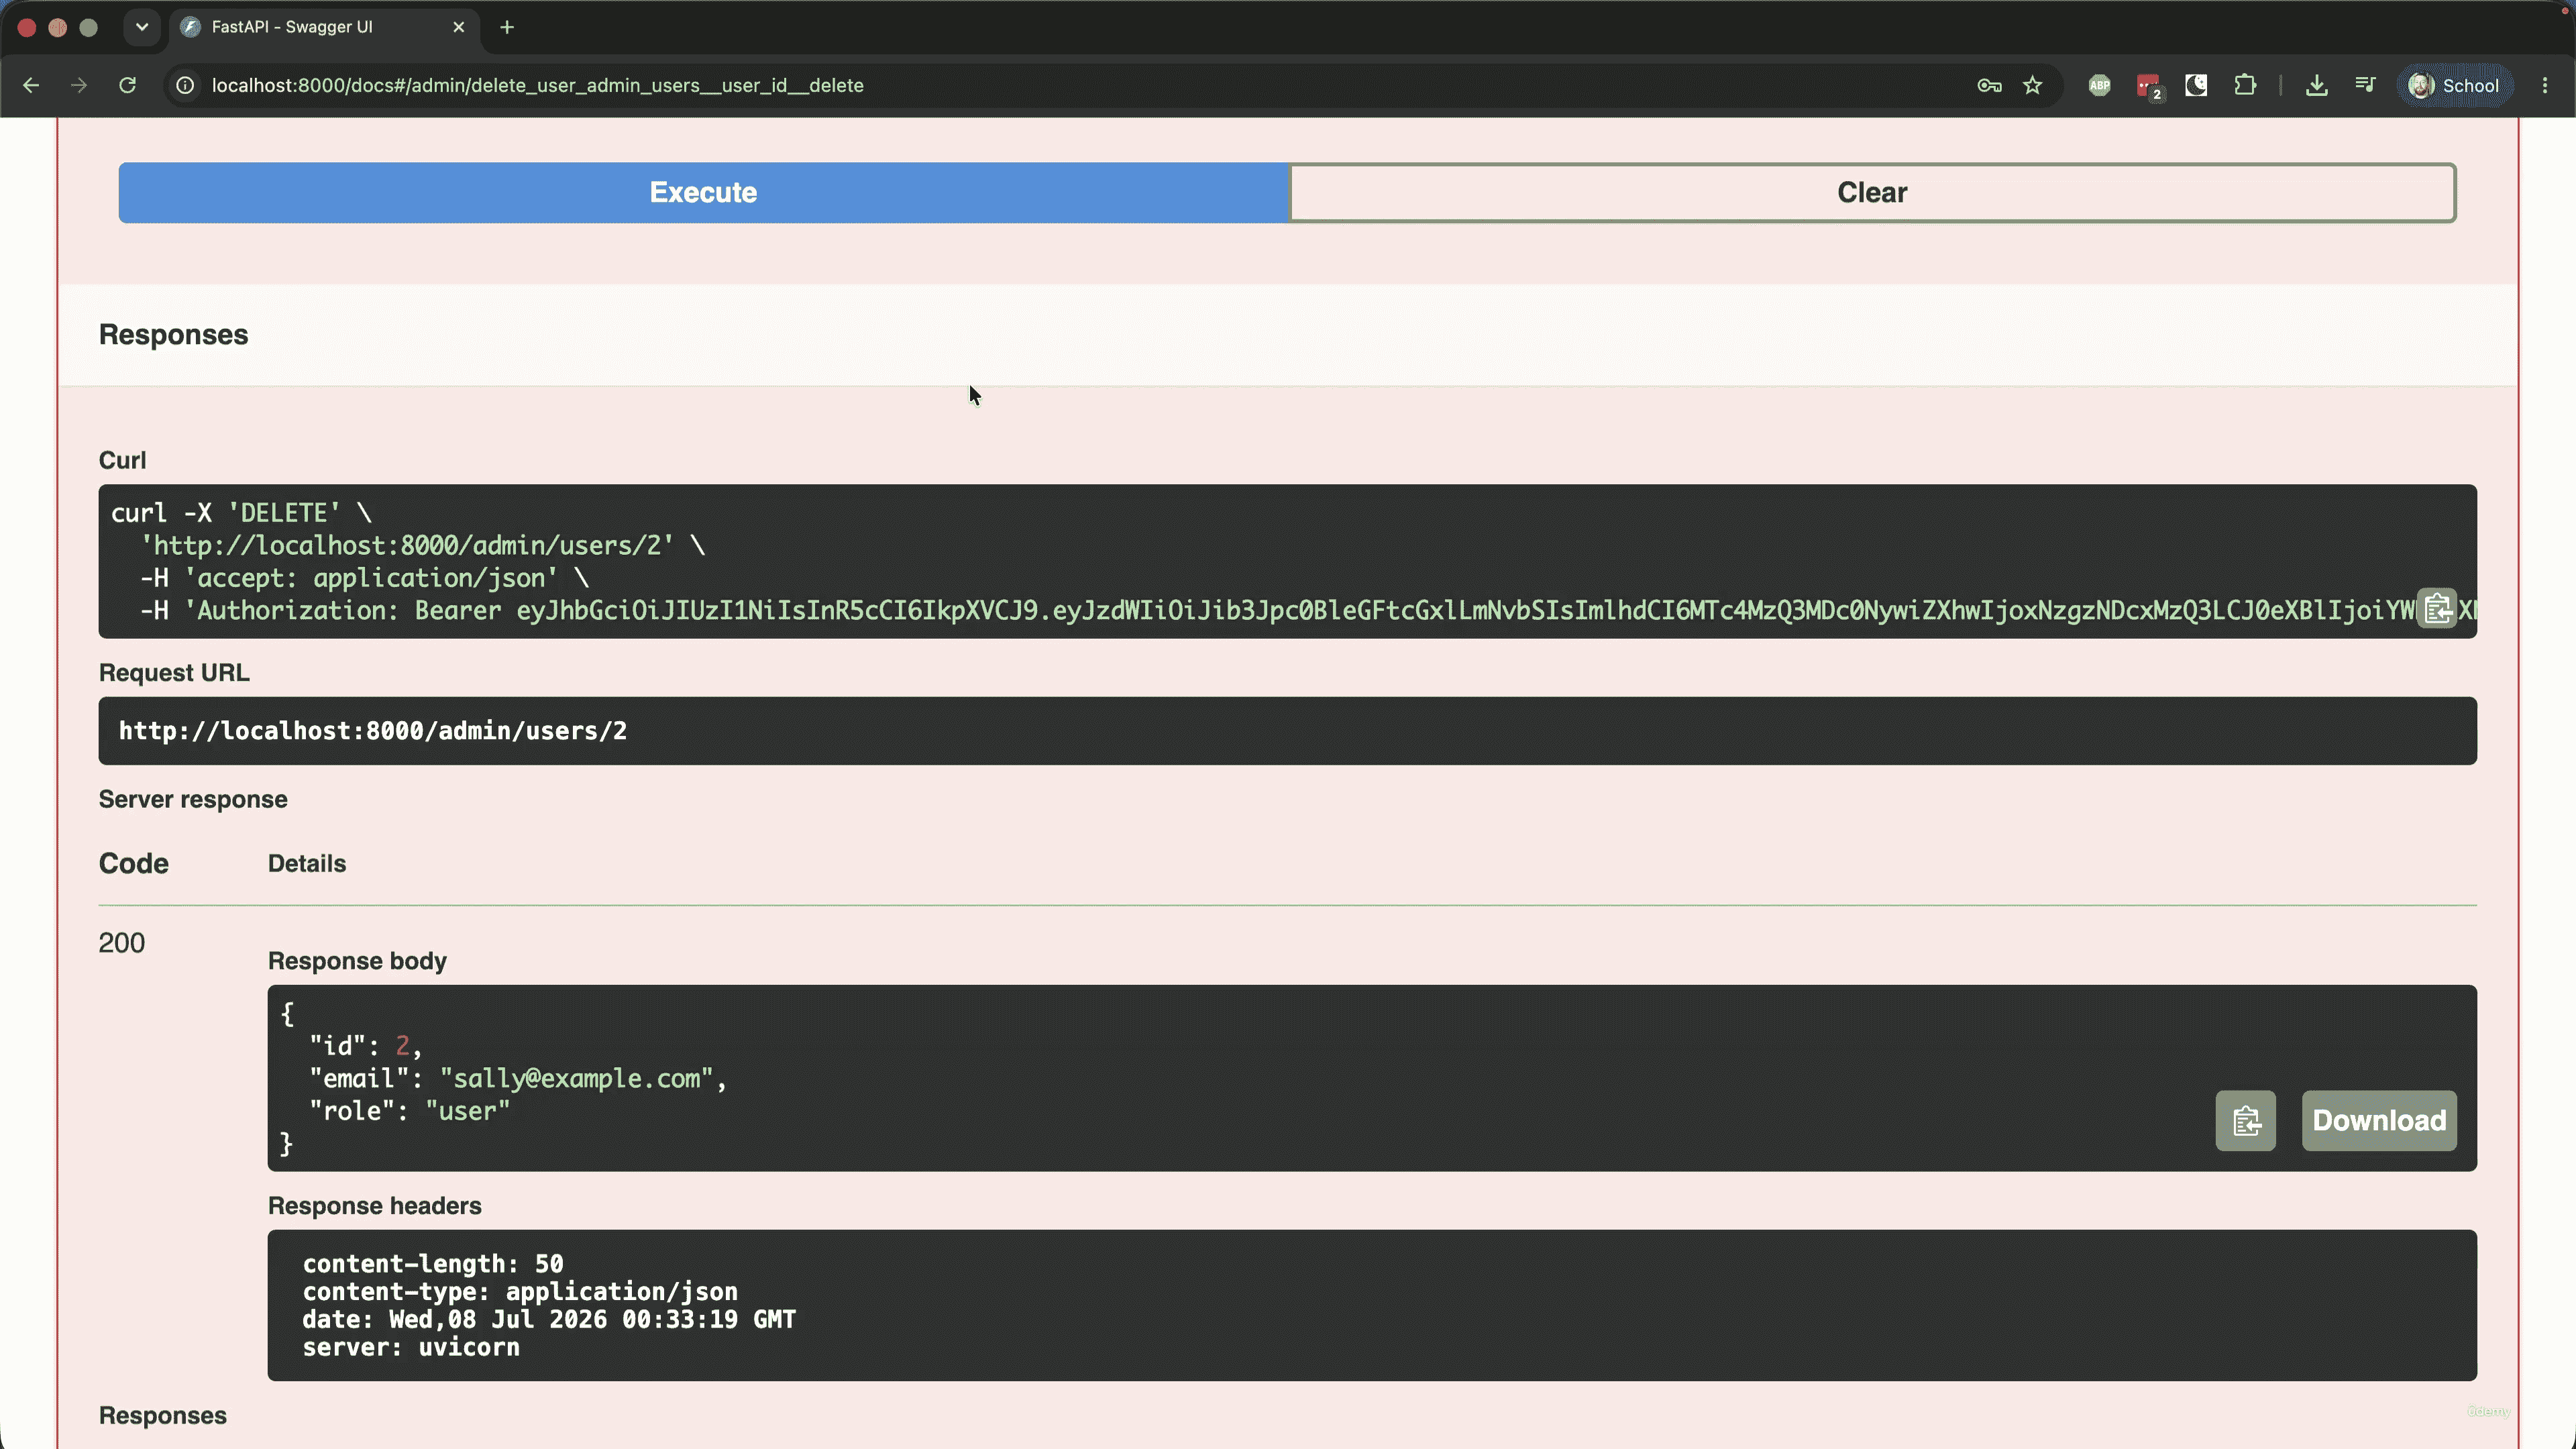 FastAPI - Swagger UI
localhost:8000/docs#/admin/delete_user_admin_users__user_id__delete
ABP
2
School
Execute
Clear
Responses
Curl
curl -X 'DELETE' \
'http://localhost:8000/admin/users/2' \
-H 'accept: application/json' \
-H 'Authorization: Bearer eyJhbGciOiJIUzI1NiIsInR5cCI6IkpXVCJ9.eyJzdWIiOiJib3Jpc0BleGFtcGxlLmNvbSIsImlhdCI6MTc4MzQ3MDc0NywiZXhwIjoxNzgzNDcxMzQ3LCJ0eXBlIjoiYW
Request URL
http://localhost:8000/admin/users/2
Server response
Code
Details
200
Response body
{
"id": 2,
"email": "sally@example.com",
"role": "user"
}
Download
Response headers
content-length: 50
content-type: application/json
date: Wed,08 Jul 2026 00:33:19 GMT
server: uvicorn
Responses
udemy